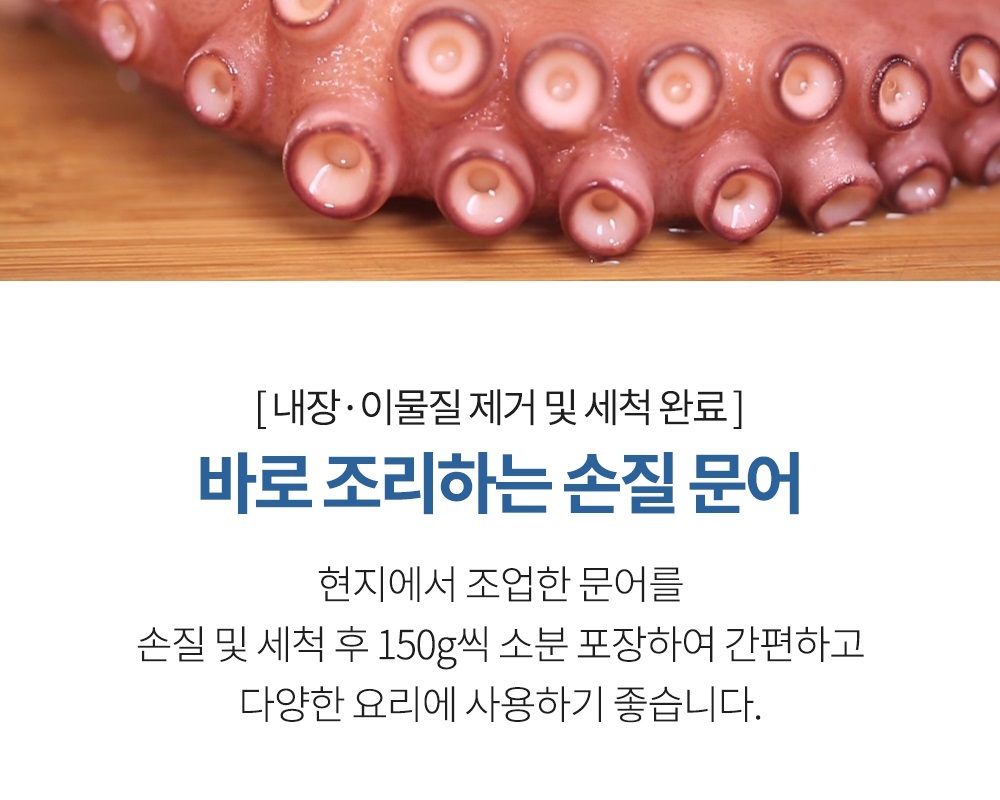 [ 내장·이물질 제거 및 세척 완료 ]
바로 조리하는 손질 문어
현지에서 조업한 문어를
손질 및 세척 후 150g씩 소분 포장하여 간편하고
다양한 요리에 사용하기 좋습니다.